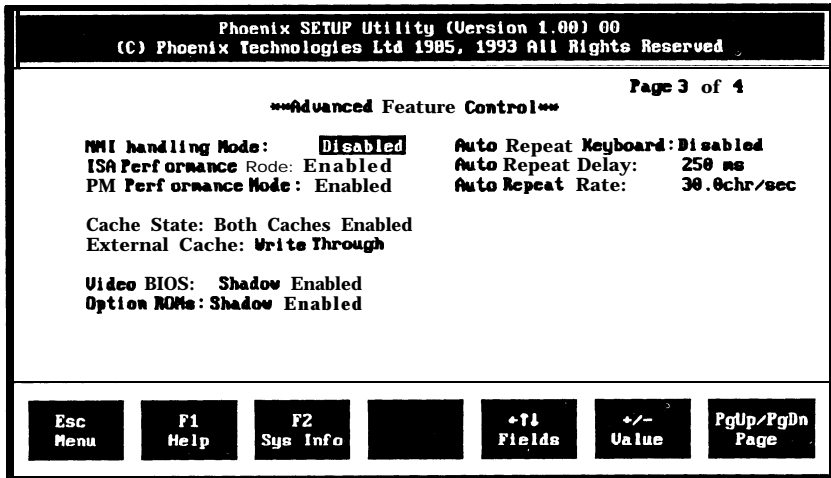 Phoenix SETUP Utility (Version 1.00) 00
(C) Phoenix Technologies Ltd 1985, 1993 All Rights Reserved
Page 3 of 4
**Advanced Feature Control**
NMI handling Mode: Disabled
ISA Performance Rode: Enabled
PM Performance Mode: Enabled
Auto Repeat Keyboard: Disabled
Auto Repeat Delay: 250 ms
Auto Repeat Rate: 30.0chr/sec
Cache State: Both Caches Enabled
External Cache: Write Through
Video BIOS: Shadow Enabled
Option ROMs: Shadow Enabled
Esc
Menu
F1
Help
F2
Sys Info
←↑↓
Fields
+/-
Value
PgUp/PgDn
Page